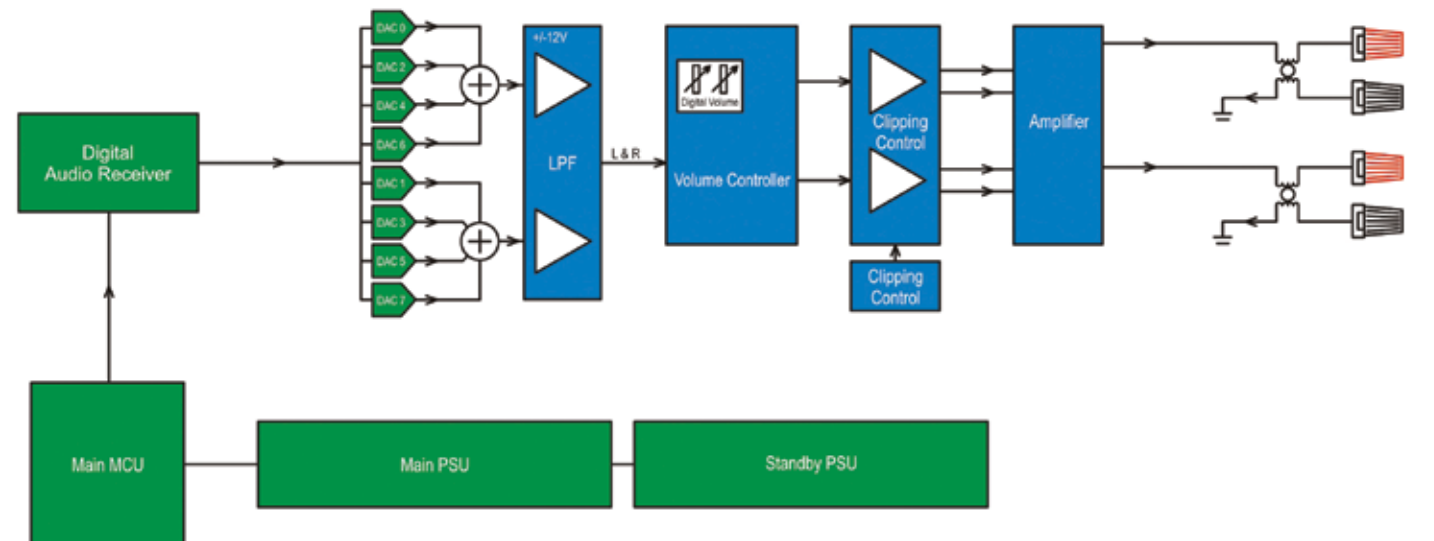 DAC 0
+/-12V
DAC 2
Digital Volume
DAC 4
Digital
Audio Receiver
DAC 6
Clipping
Control
Amplifier
LPF
L & R
Volume Controller
DAC 1
DAC 3
DAC 5
DAC 7
Clipping
Control
Main MCU
Main PSU
Standby PSU